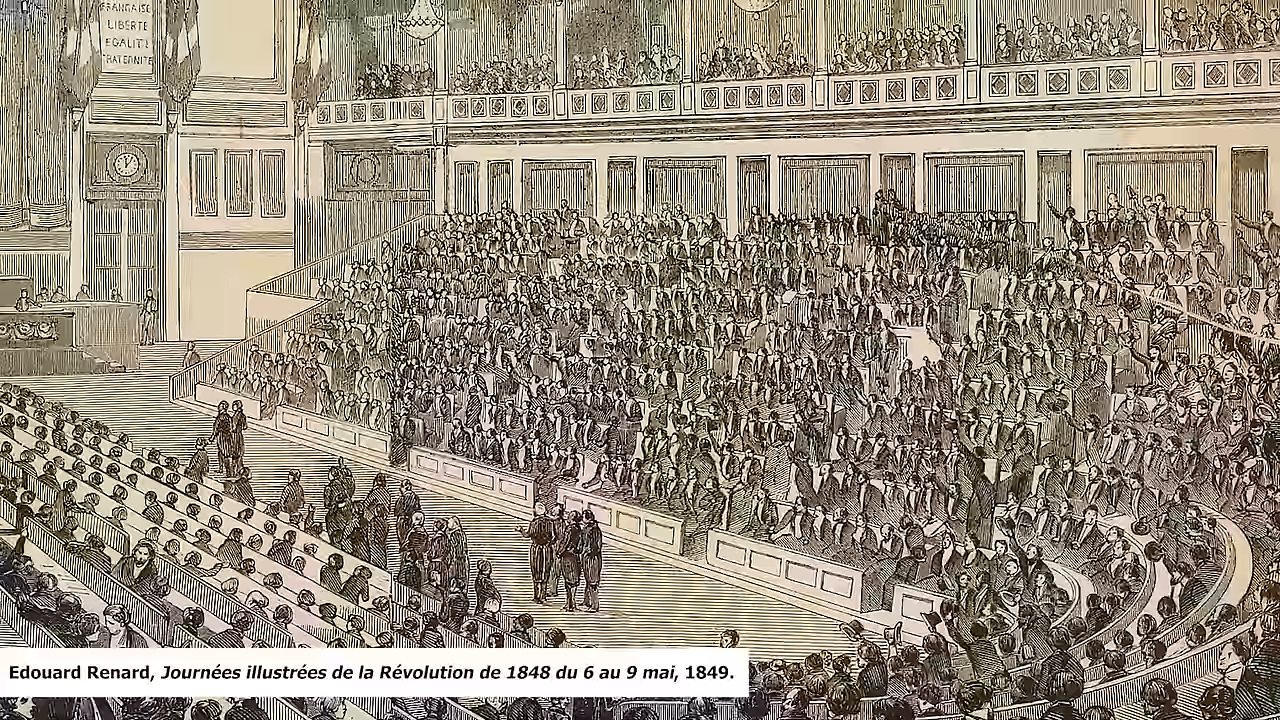 FRANÇAISE
LIBERTE
EGALITE
FRATERNITE
Edouard Renard, Journées illustrées de la Révolution de 1848 du 6 au 9 mai, 1849.